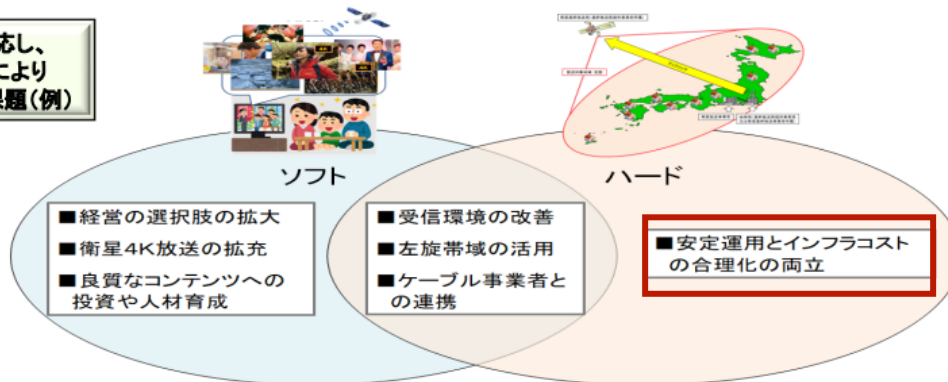 応し、
により
課題(例)
4K
ソフト
ハード
■経営の選択肢の拡大
■衛星4K放送の拡充
■良質なコンテンツへの
投資や人材育成
■受信環境の改善
■左旋帯域の活用
■ケーブル事業者と
の連携
■安定運用とインフラコスト
の合理化の両立